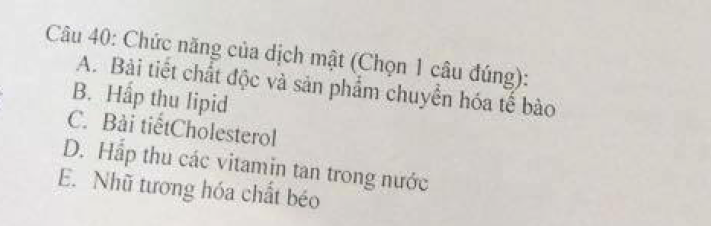 Câu 40: Chức năng của dịch mật (Chọn 1 câu đúng):
A. Bài tiết chất độc và sản phẩm chuyển hóa tế bào
B. Hấp thu lipid
C. Bài tiếtCholesterol
D. Hấp thu các vitamin tan trong nước
E. Nhũ tương hóa chất béo